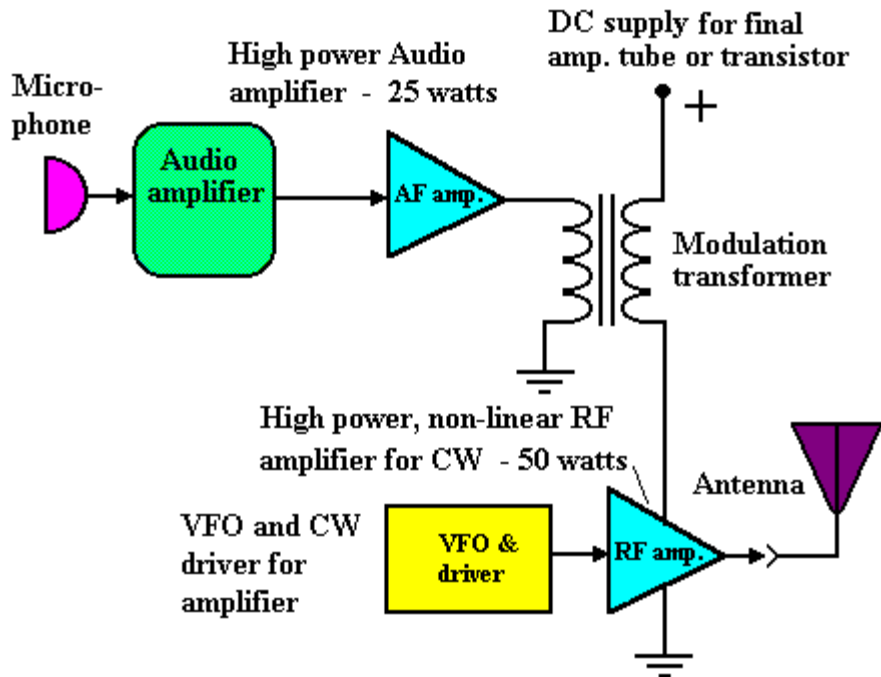 DC supply for final
amp. tube or transistor
+
High power Audio
amplifier - 25 watts
Micro-
phone
Audio
amplifier
AF amp.
Modulation
transformer
High power, non-linear RF
amplifier for CW - 50 watts
Antenna
VFO and CW
driver for
amplifier
VFO &
driver
RF amp.